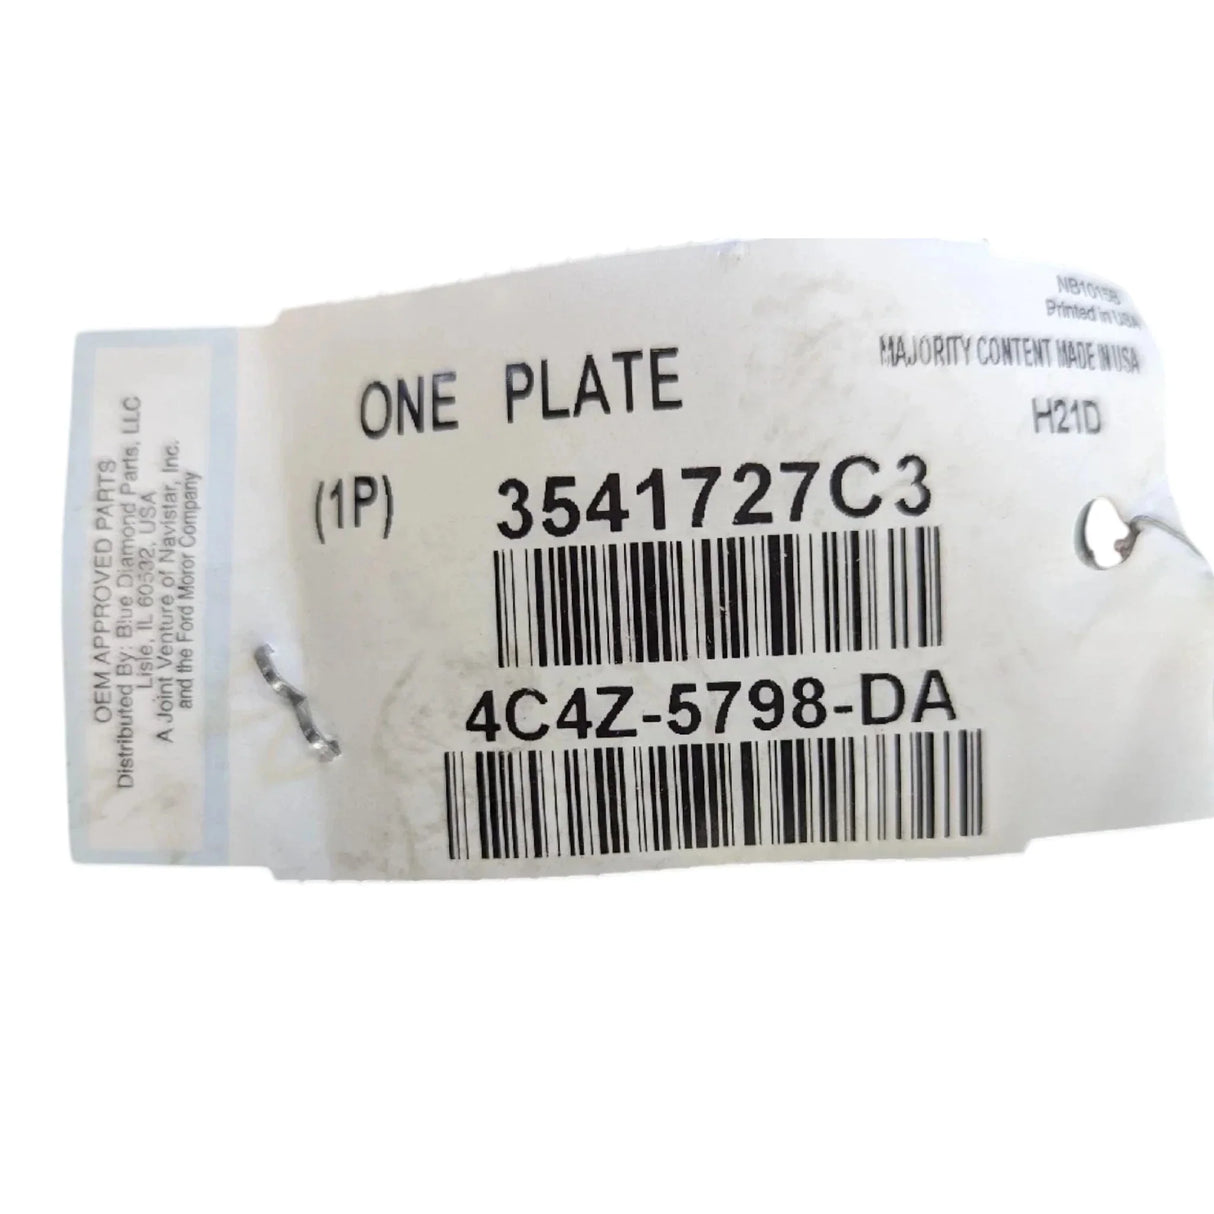 NB1015B
Printed in USA
MAJORITY CONTENT MADE IN USA
ONE PLATE
H21D
(1P) 3541727C3
4C4Z-5798-DA
OEM APPROVED PARTS
Distributed By: Blue Diamond Parts, LLC
Lisle, IL 60532, USA
A Joint Venture of Navistar, Inc.
and the Ford Moror Company